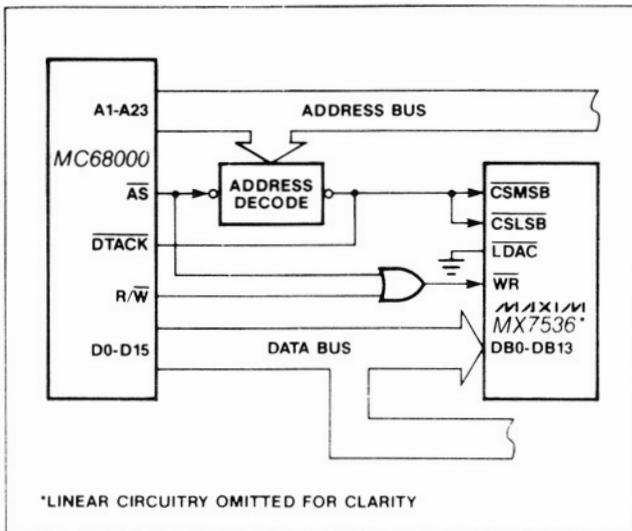 A1-A23
ADDRESS BUS
MC68000
AS
ADDRESS
DECODE
CSMSB
CSLSB
DTACK
LDAC
R/W
WR
MAXIM
MX7536*
D0-D15
DATA BUS
DB0-DB13
*LINEAR CIRCUITRY OMITTED FOR CLARITY